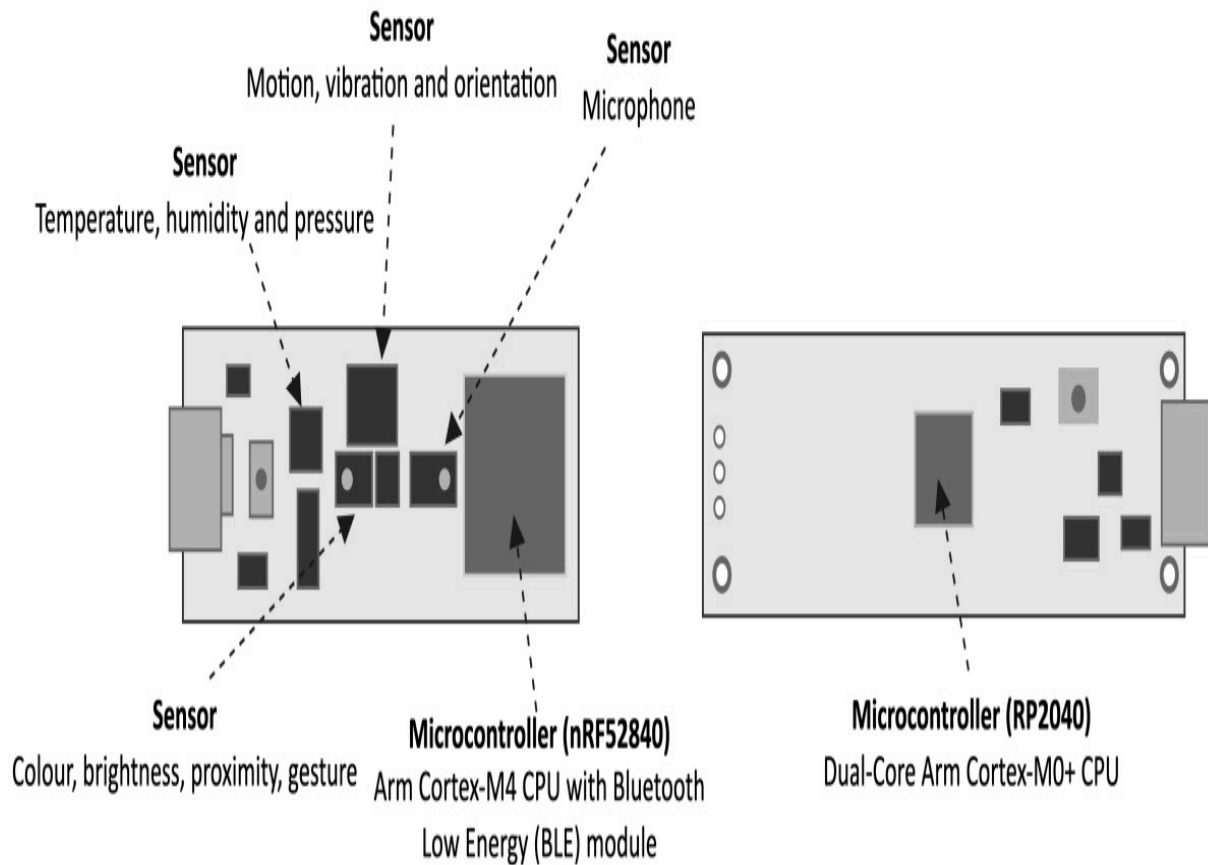 Sensor
Motion, vibration and orientation
Sensor
Microphone
Sensor
Temperature, humidity and pressure
Sensor
Colour, brightness, proximity, gesture
Microcontroller (nRF52840)
Arm Cortex-M4 CPU with Bluetooth
Low Energy (BLE) module
Microcontroller (RP2040)
Dual-Core Arm Cortex-M0+ CPU